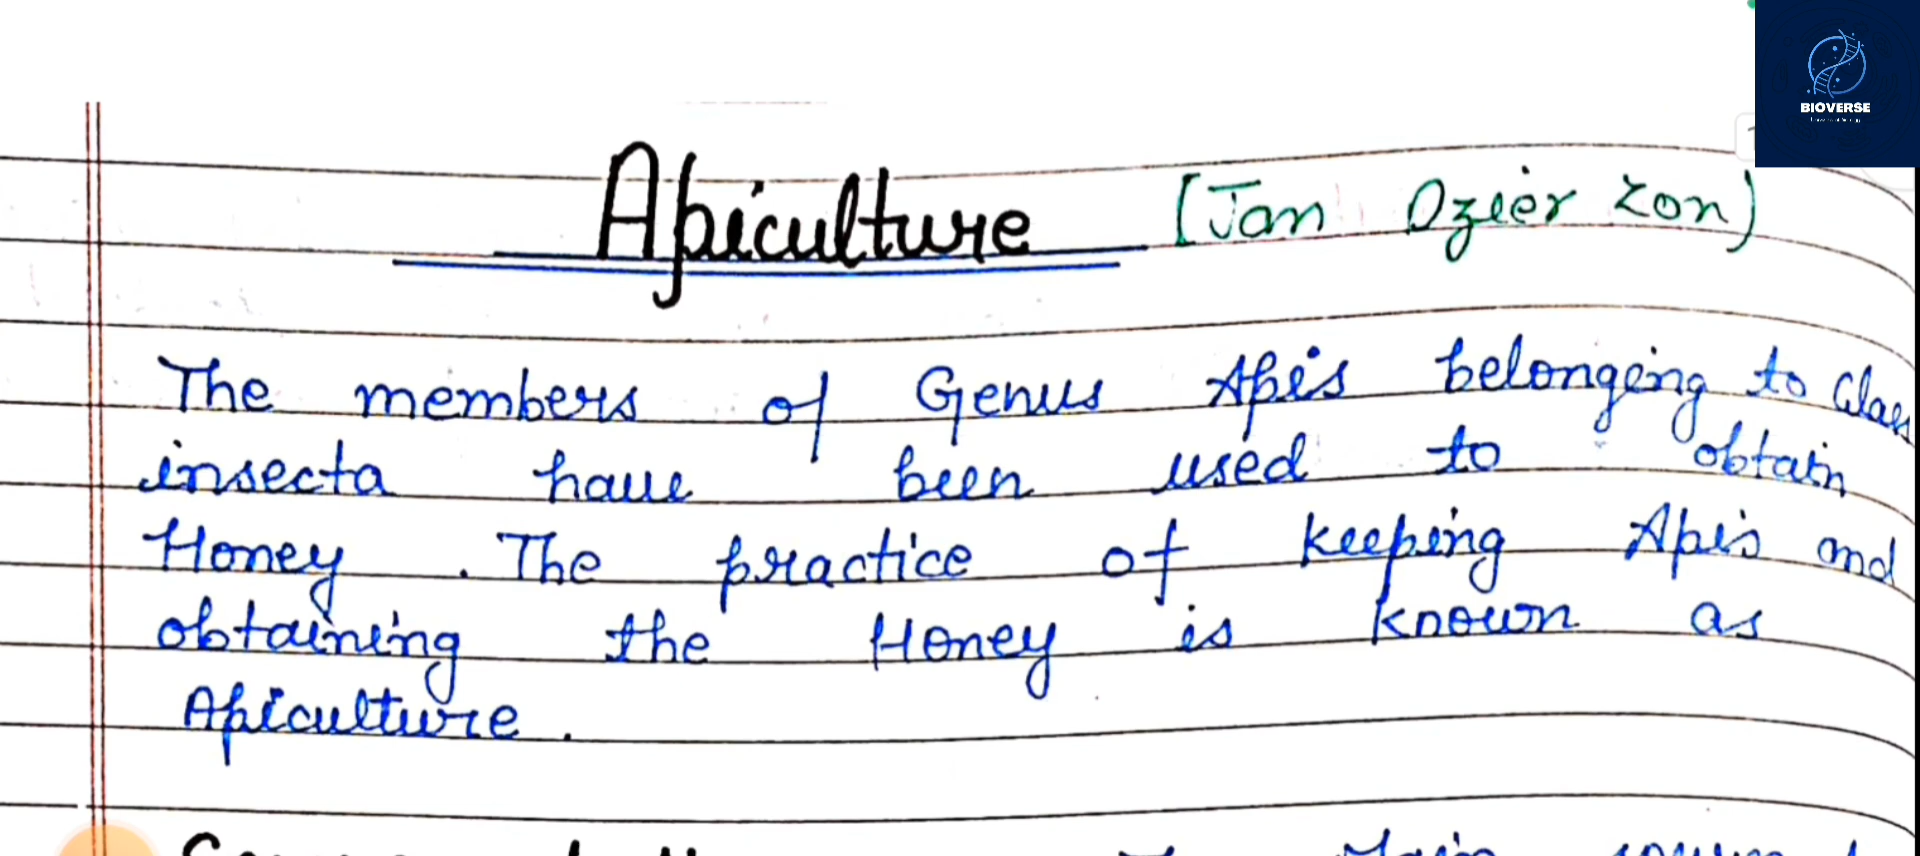 BIOVERSE
Apiculture [Jan Dzier zon)
The members of Genus Apis belonging to Class
insecta have been used to obtain
Honey . The practice of keeping Apis and
obtaining the Honey is known as
Apiculture .